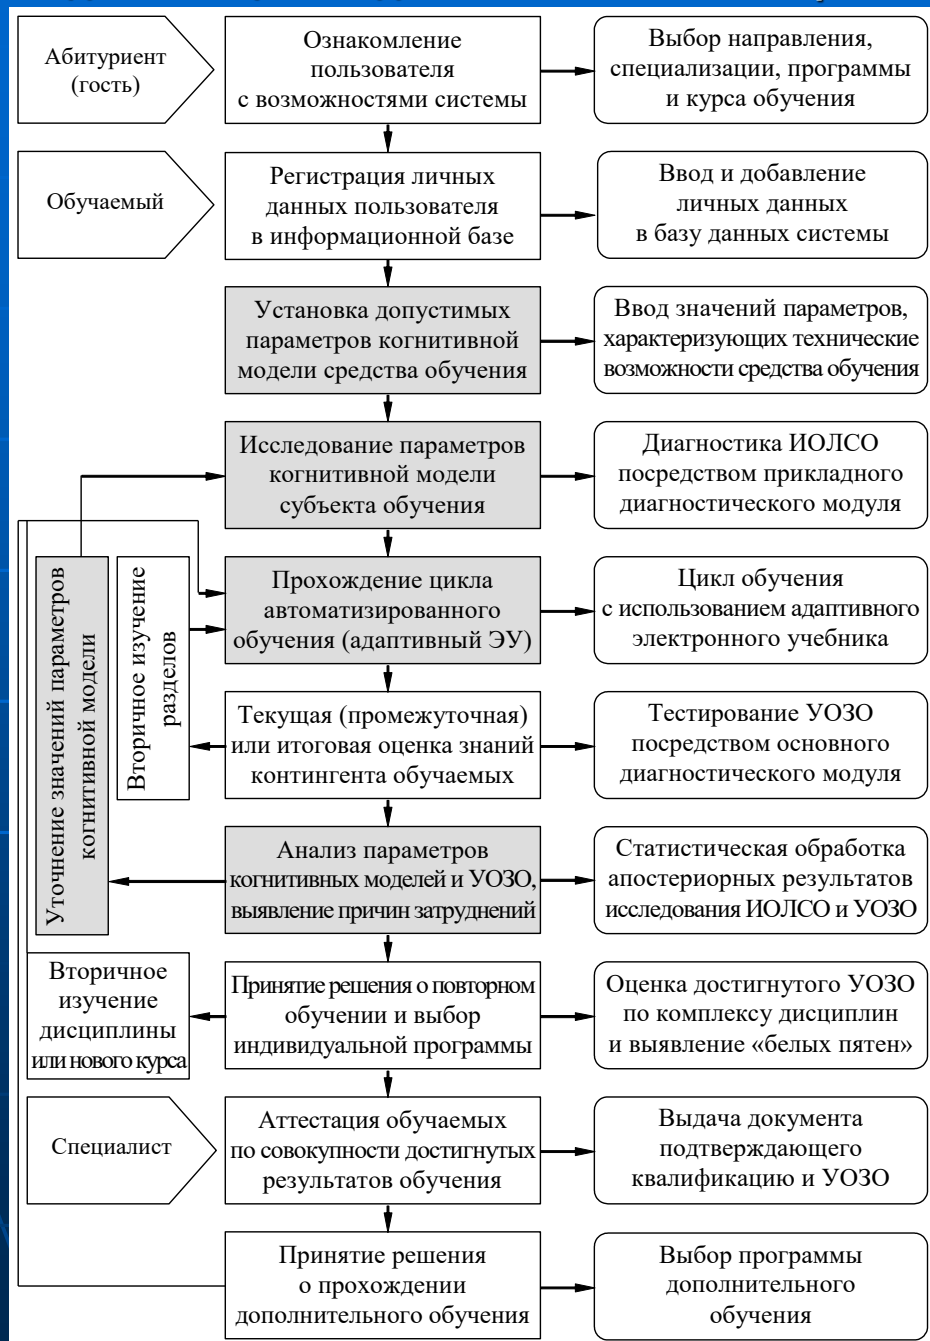 Абитуриент
(гость)
Ознакомление
пользователя
с возможностями системы
Выбор направления,
специализации, программы
и курса обучения
Обучаемый
Регистрация личных
данных пользователя
в информационной базе
Ввод и добавление
личных данных
в базу данных системы
Установка допустимых
параметров когнитивной
модели средства обучения
Ввод значений параметров,
характеризующих технические
возможности средства обучения
Исследование параметров
когнитивной модели
субъекта обучения
Диагностика ИОЛСО
посредством прикладного
диагностического модуля
Уточнение значений параметров
когнитивной модели
Вторичное изучение
разделов
Прохождение цикла
автоматизированного
обучения (адаптивный ЭУ)
Цикл обучения
с использованием адаптивного
электронного учебника
Текущая (промежуточная)
или итоговая оценка знаний
контингента обучаемых
Тестирование УОЗО
посредством основного
диагностического модуля
Анализ параметров
когнитивных моделей и УОЗО,
выявление причин затруднений
Статистическая обработка
апостериорных результатов
исследования ИОЛСО и УОЗО
Вторичное
изучение
дисциплины
или нового курса
Принятие решения о повторном
обучении и выбор
индивидуальной программы
Оценка достигнутого УОЗО
по комплексу дисциплин
и выявление «белых пятен»
Специалист
Аттестация обучаемых
по совокупности достигнутых
результатов обучения
Выдача документа
подтверждающего
квалификацию и УОЗО
Принятие решения
о прохождении
дополнительного обучения
Выбор программы
дополнительного
обучения